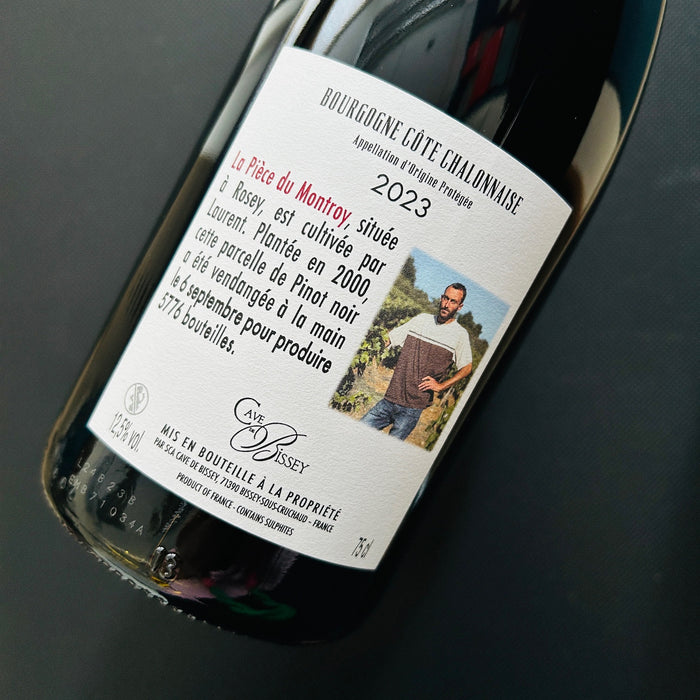 BOURGOGNE CÔTE CHALONNAISE
Appellation d'Origine Protégée
2023
La Pièce du Montroy, située
à Rosey, est cultivée par
Laurent. Plantée en 2000,
cette parcelle de Pinot noir
a été vendangée à la main
le 6 septembre pour produire
5776 bouteilles.
CAVE
DE
BISSEY
12,5% vol.
MIS EN BOUTEILLE À LA PROPRIÉTÉ
PAR SCA CAVE DE BISSEY, 71390 BISSEY-SOUS-CRUCHAUD - FRANCE
PRODUCT OF FRANCE - CONTAINS SULPHITES
75 cl